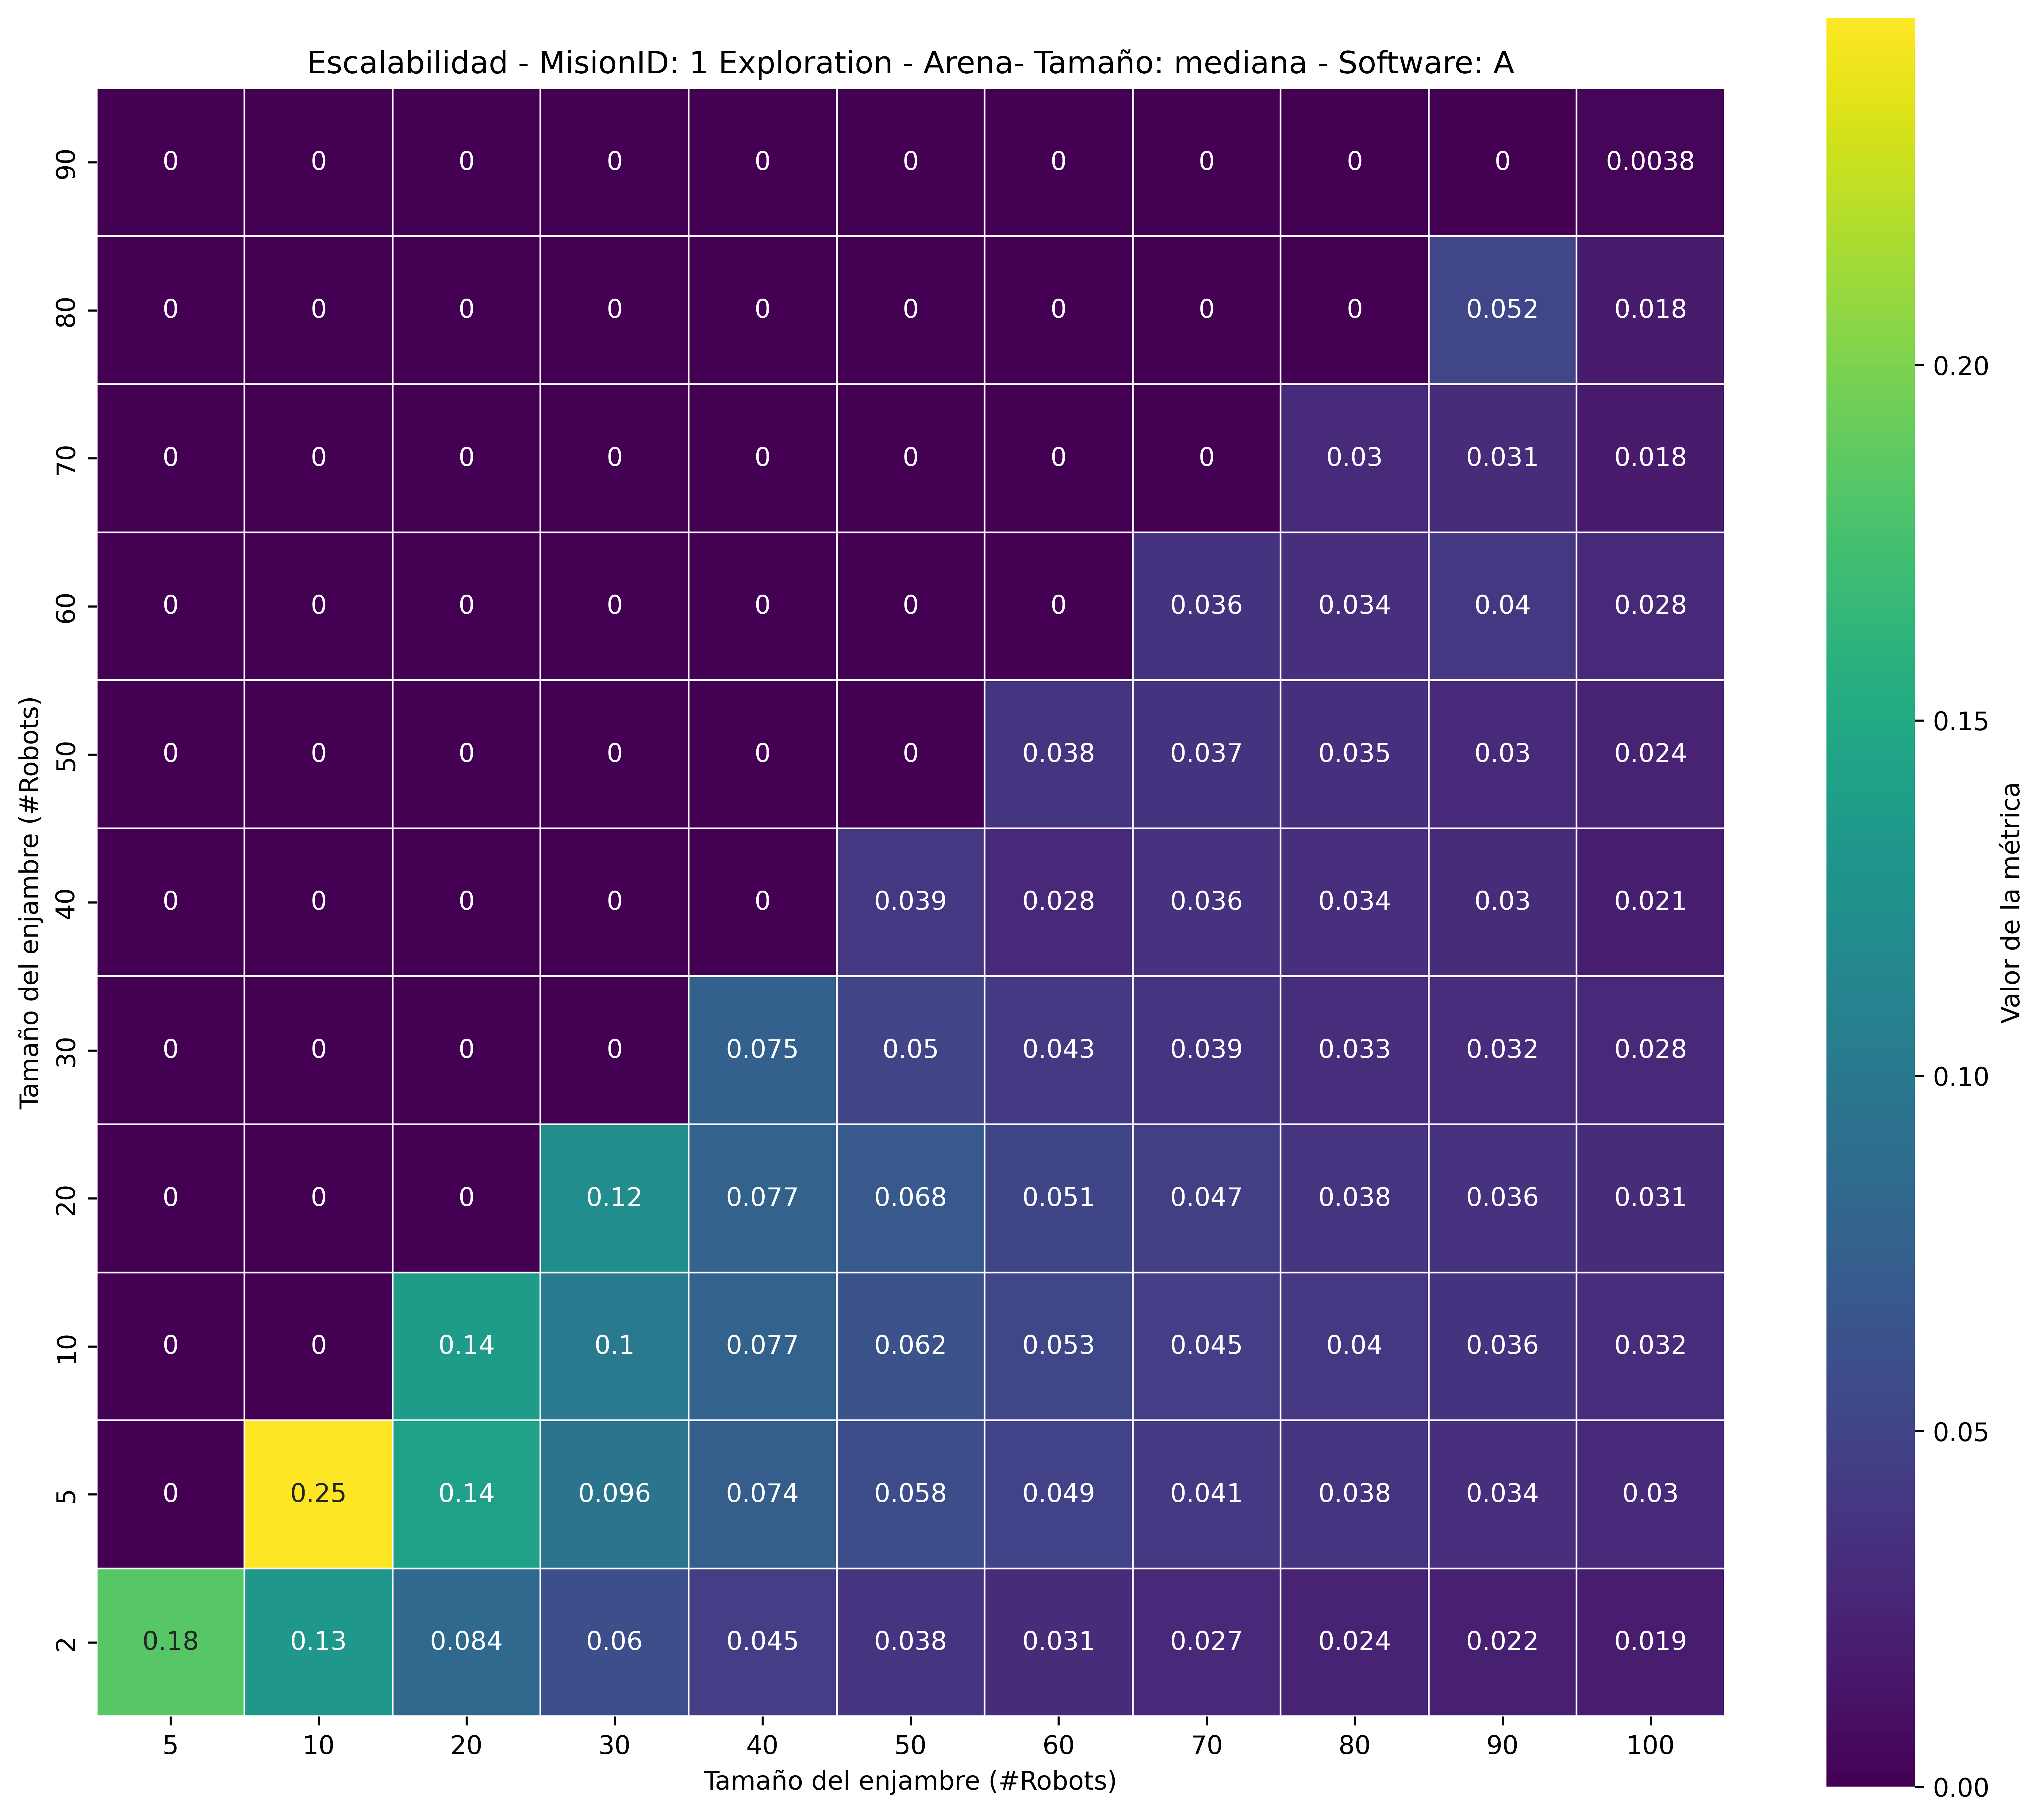 Escalabilidad - MisionID: 1 Exploration - Arena- Tamaño: mediana - Software: A
Tamaño del enjambre (#Robots)
90 0 0 0 0 0 0 0 0 0 0 0.0038
80 0 0 0 0 0 0 0 0 0 0.052 0.018
70 0 0 0 0 0 0 0 0 0.03 0.031 0.018
60 0 0 0 0 0 0 0 0.036 0.034 0.04 0.028
50 0 0 0 0 0 0 0.038 0.037 0.035 0.03 0.024
40 0 0 0 0 0 0.039 0.028 0.036 0.034 0.03 0.021
30 0 0 0 0 0.075 0.05 0.043 0.039 0.033 0.032 0.028
20 0 0 0 0.12 0.077 0.068 0.051 0.047 0.038 0.036 0.031
10 0 0 0.14 0.1 0.077 0.062 0.053 0.045 0.04 0.036 0.032
5 0 0.25 0.14 0.096 0.074 0.058 0.049 0.041 0.038 0.034 0.03
2 0.18 0.13 0.084 0.06 0.045 0.038 0.031 0.027 0.024 0.022 0.019
5 10 20 30 40 50 60 70 80 90 100
Tamaño del enjambre (#Robots)
0.20
0.15
0.10
0.05
0.00
Valor de la métrica